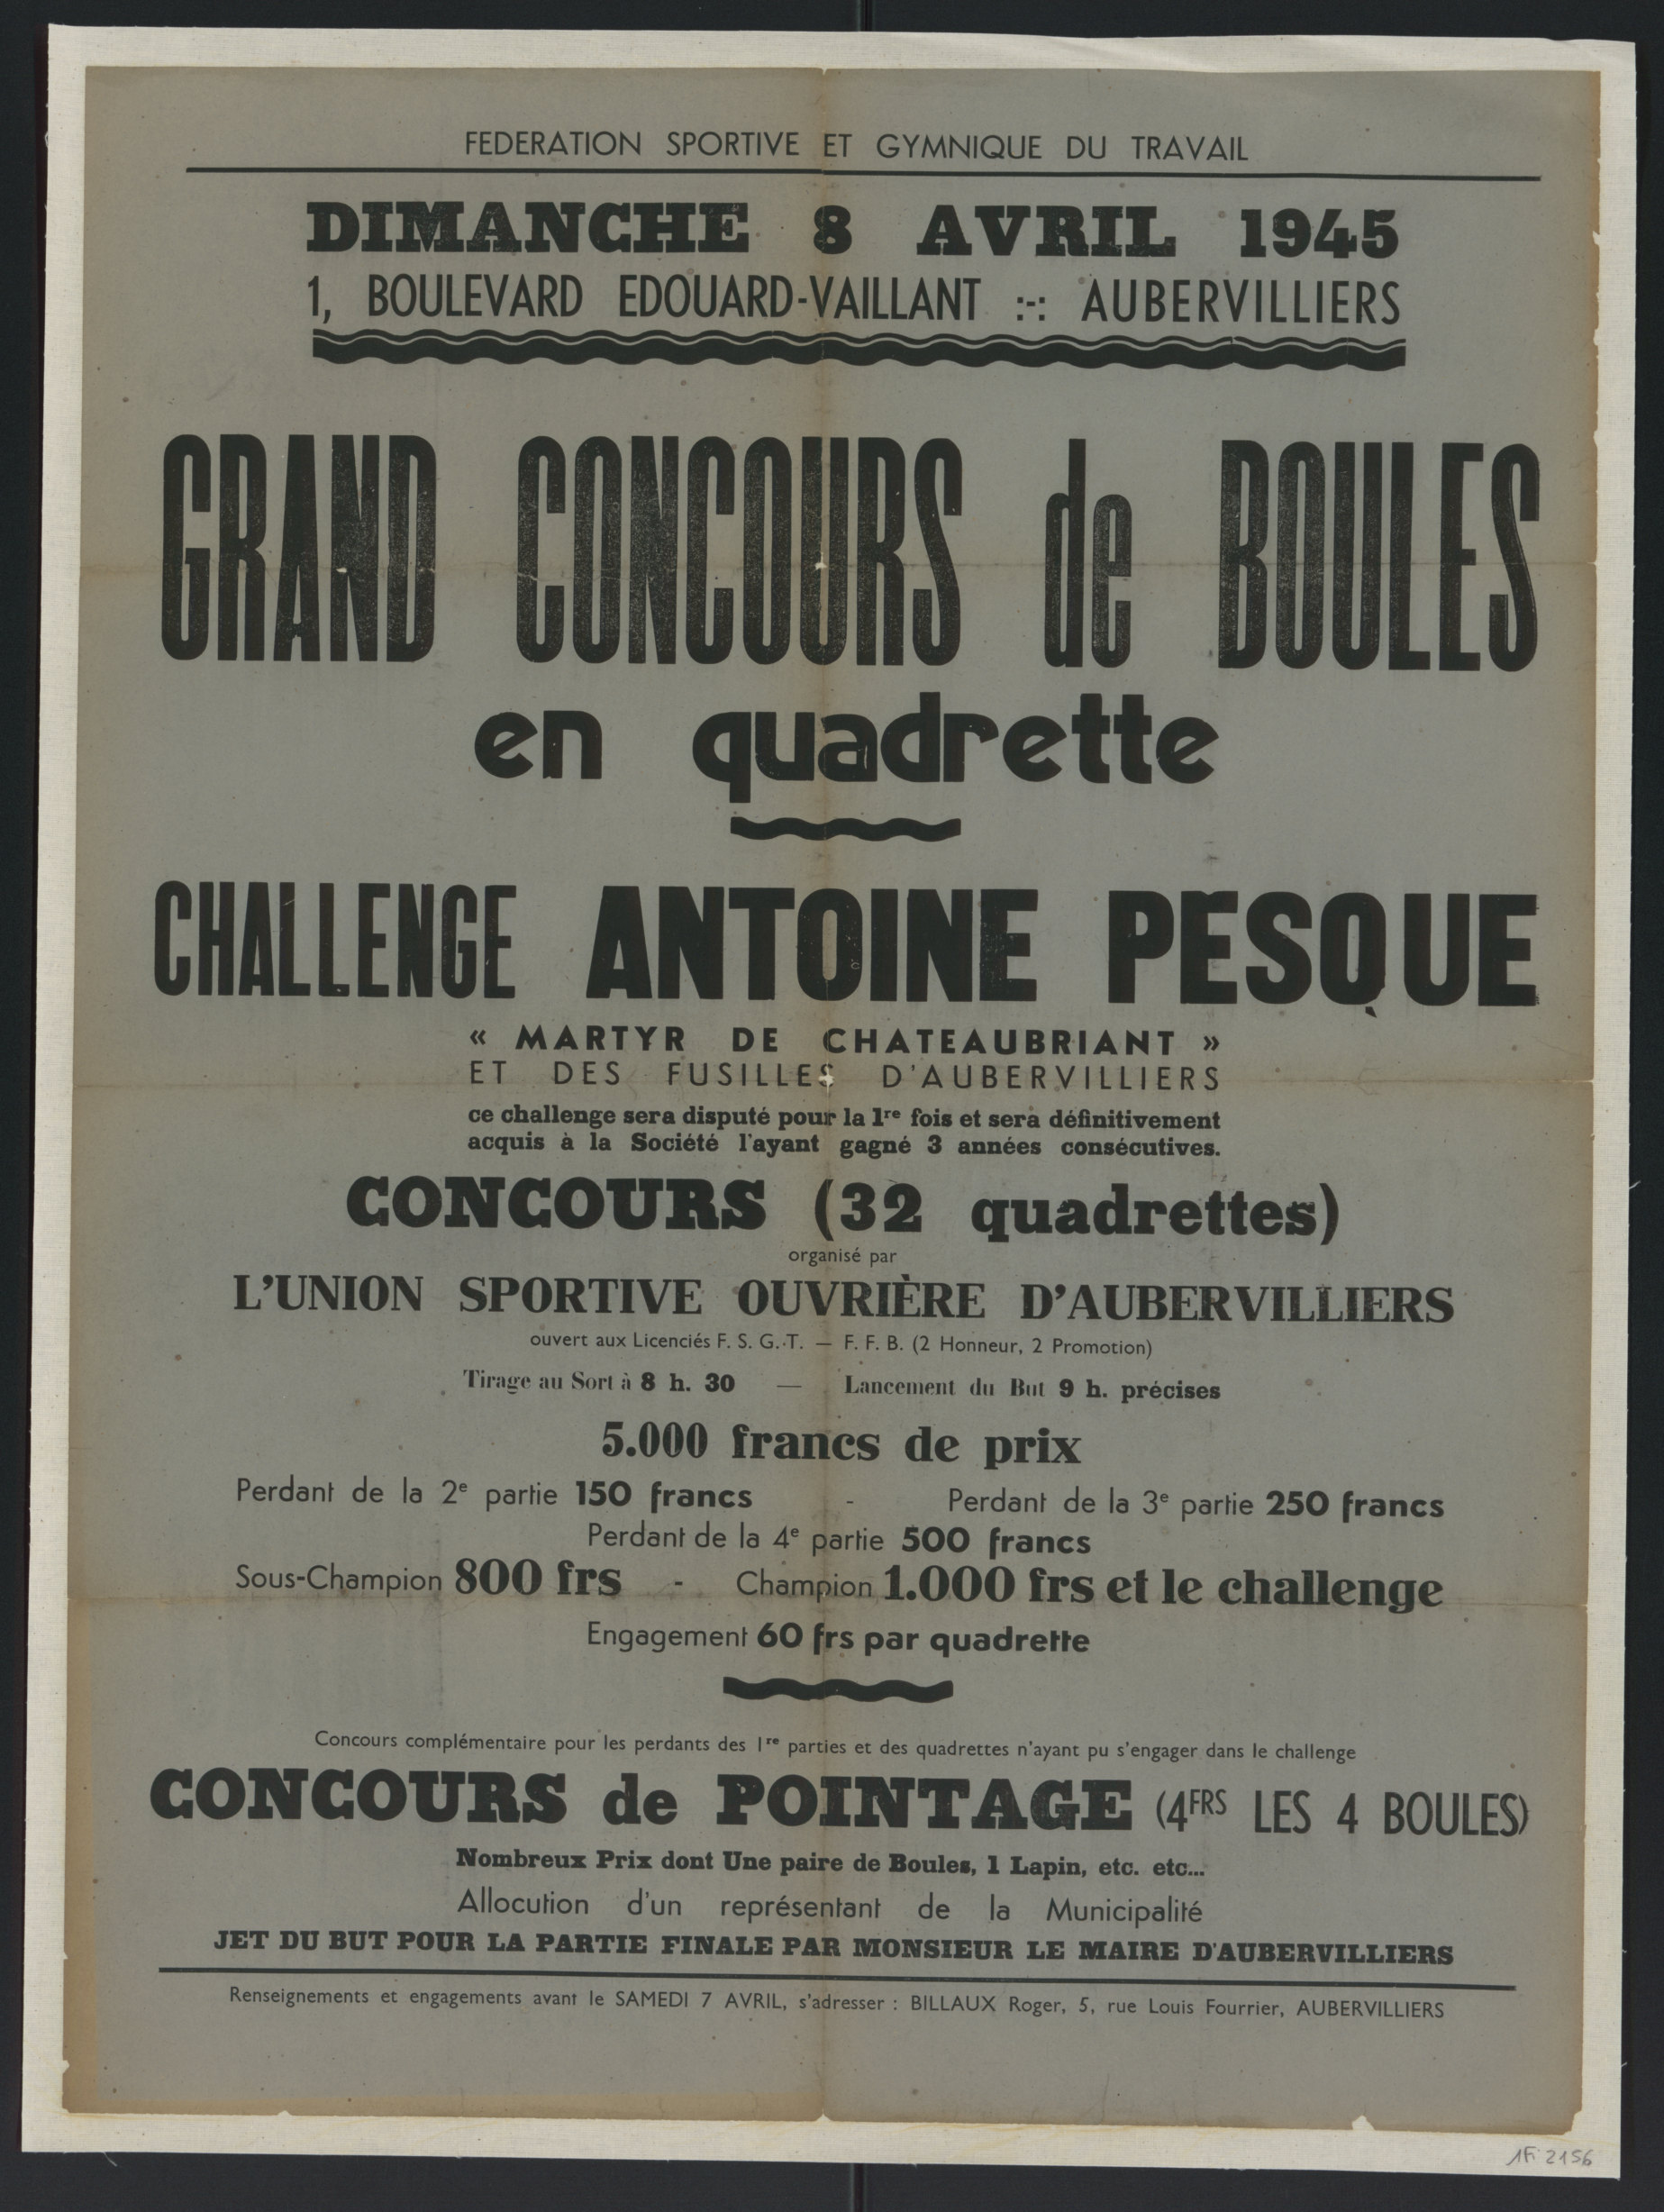 FEDERATION SPORTIVE ET GYMNIQUE DU TRAVAIL
DIMANCHE 8 AVRIL 1945
1, BOULEVARD EDOUARD-VAILLANT :-: AUBERVILLIERS
GRAND CONCOURS de BOULES
en quadrette
CHALLENGE ANTOINE PESQUÉ
« MARTYR DE CHATEAUBRIANT »
ET DES FUSILLES D'AUBERVILLIERS
ce challenge sera disputé pour la 1re fois et sera définitivement
acquis à la Société l'ayant gagné 3 années consécutives.
CONCOURS (32 quadrettes)
organisé par
L'UNION SPORTIVE OUVRIÈRE D'AUBERVILLIERS
ouvert aux Licenciés F. S. G.-T. — F. F. B. (2 Honneur, 2 Promotion)
Tirage au Sort à 8 h. 30 — Lancement du But 9 h. précises
5.000 francs de prix
Perdant de la 2e partie 150 francs - Perdant de la 3e partie 250 francs
Perdant de la 4e partie 500 francs
Sous-Champion 800 frs - Champion 1.000 frs et le challenge
Engagement 60 frs par quadrette
Concours complémentaire pour les perdants des 1re parties et des quadrettes n'ayant pu s'engager dans le challenge
CONCOURS de POINTAGE (4FRS LES 4 BOULES)
Nombreux Prix dont Une paire de Boules, 1 Lapin, etc. etc...
Allocution d'un représentant de la Municipalité
JET DU BUT POUR LA PARTIE FINALE PAR MONSIEUR LE MAIRE D'AUBERVILLIERS
Renseignements et engagements avant le SAMEDI 7 AVRIL, s'adresser : BILLAUX Roger, 5, rue Louis Fourrier, AUBERVILLIERS
1Fi 2156